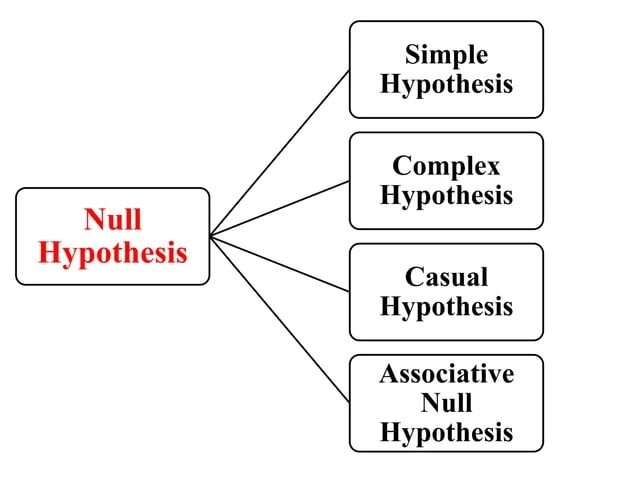 Null
Hypothesis
Simple
Hypothesis
Complex
Hypothesis
Casual
Hypothesis
Associative
Null
Hypothesis